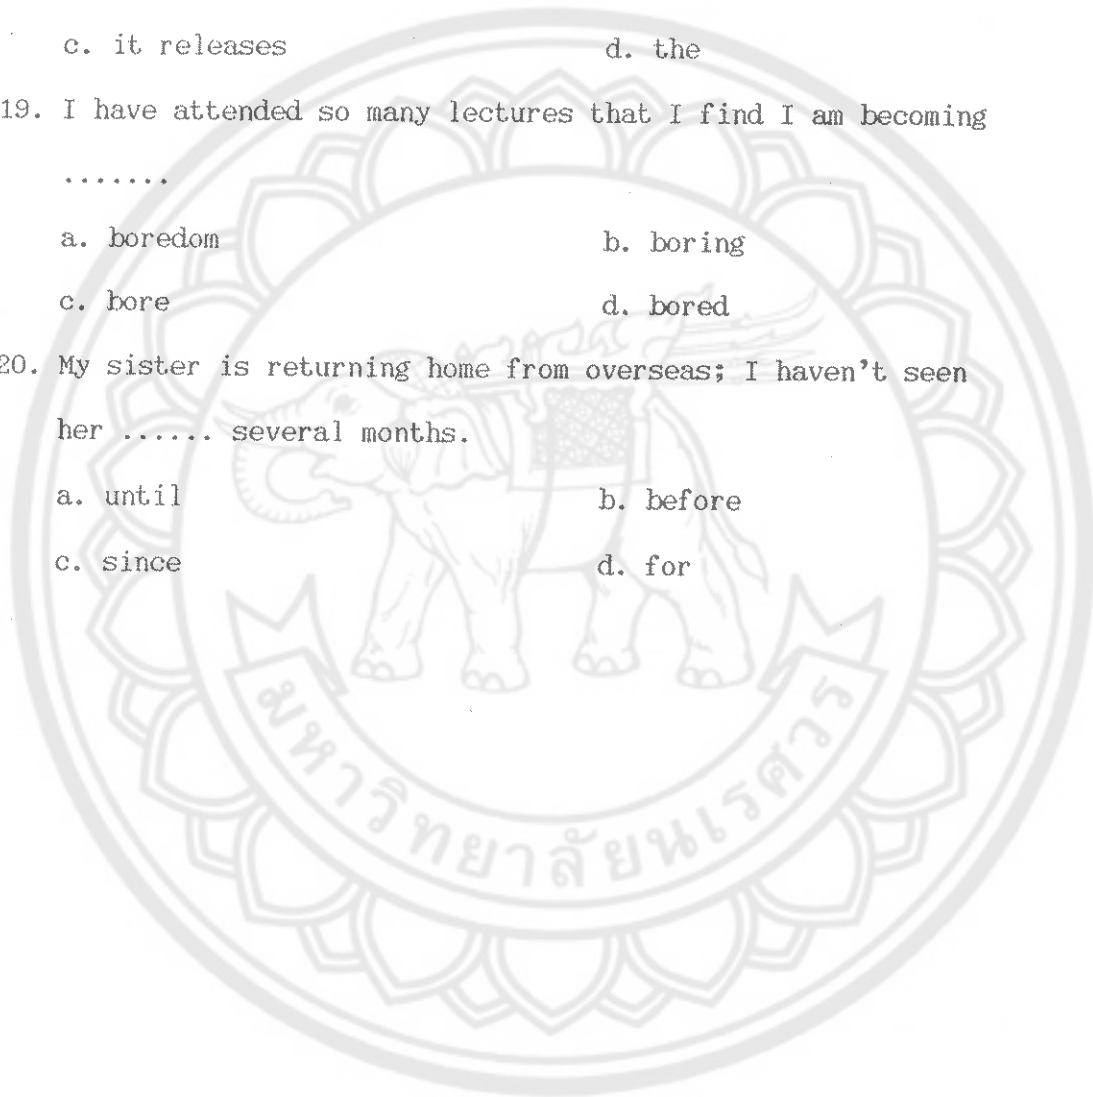 c. it releases d. the
19. I have attended so many lectures that I find I am becoming
.......
a. boredom b. boring
c. bore d. bored
20. My sister is returning home from overseas; I haven't seen
her ...... several months.
a. until b. before
c. since d. for
มหาวิทยาลัยนเรศวร